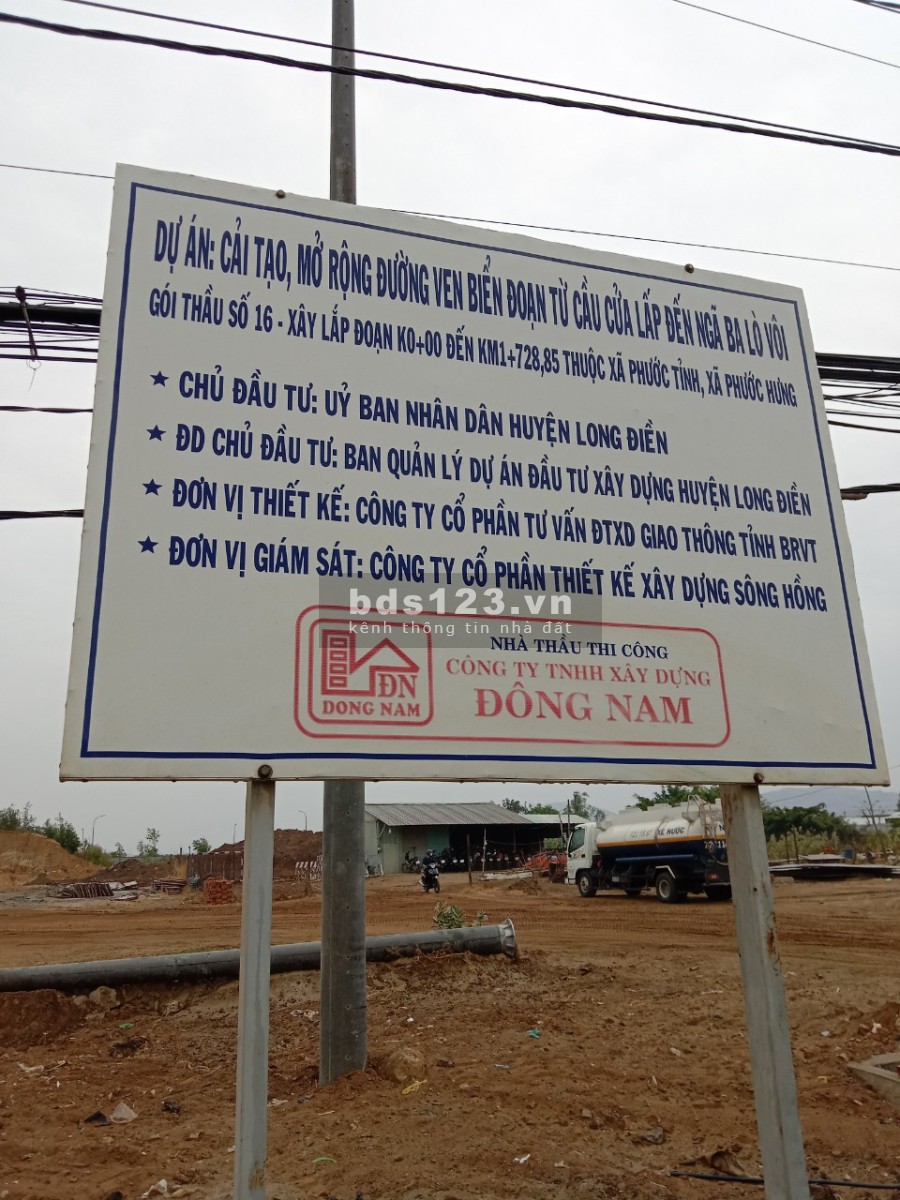 DỰ ÁN: CẢI TẠO, MỞ RỘNG ĐƯỜNG VEN BIỂN ĐOẠN TỪ CẦU CỬA LẤP ĐẾN NGÃ BA LÒ VÔI
GÓI THẦU SỐ 16 - XÂY LẮP ĐOẠN K0+00 ĐẾN KM1+728,85 THUỘC XÃ PHƯỚC TỈNH, XÃ PHƯỚC HƯNG
★ CHỦ ĐẦU TƯ: UỶ BAN NHÂN DÂN HUYỆN LONG ĐIỀN
★ ĐD CHỦ ĐẦU TƯ: BAN QUẢN LÝ DỰ ÁN ĐẦU TƯ XÂY DỰNG HUYỆN LONG ĐIỀN
★ ĐƠN VỊ THIẾT KẾ: CÔNG TY CỔ PHẦN TƯ VẤN ĐTXD GIAO THÔNG TỈNH BRVT
★ ĐƠN VỊ GIÁM SÁT: CÔNG TY CỔ PHẦN THIẾT KẾ XÂY DỰNG SÔNG HỒNG
bds123.vn
kênh thông tin nhà đất
NHÀ THẦU THI CÔNG
CÔNG TY TNHH XÂY DỰNG
ĐÔNG NAM
ĐN
DONG NAM